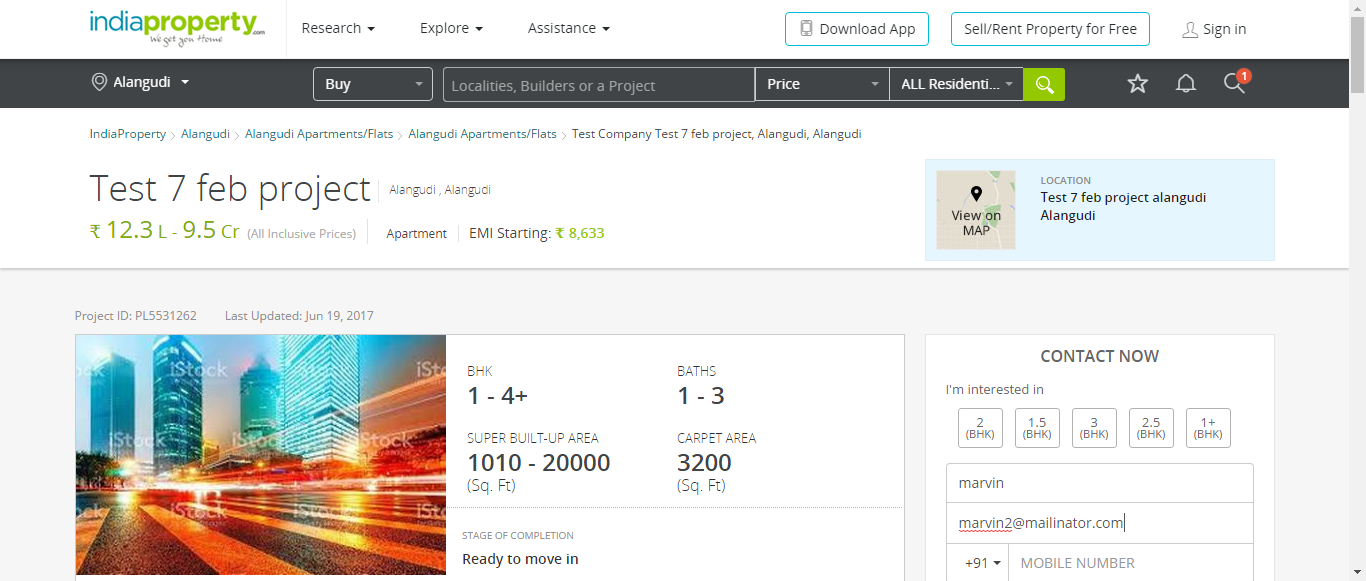 indiaproperty.com
We get you Home
Research
Explore
Assistance
Download App
Sell/Rent Property for Free
Sign in
Alangudi
Buy
Localities, Builders or a Project
Price
ALL Residenti...
1
IndiaProperty > Alangudi > Alangudi Apartments/Flats > Alangudi Apartments/Flats > Test Company Test 7 feb project, Alangudi, Alangudi
Test 7 feb project
Alangudi , Alangudi
₹ 12.3 L - 9.5 Cr (All Inclusive Prices)
Apartment
EMI Starting: ₹ 8,633
View on
MAP
LOCATION
Test 7 feb project alangudi
Alangudi
Project ID: PL5531262
Last Updated: Jun 19, 2017
iStock
iStock
iStock
iStock
iStock
iStock
BHK
1 - 4+
BATHS
1 - 3
SUPER BUILT-UP AREA
1010 - 20000
(Sq. Ft)
CARPET AREA
3200
(Sq. Ft)
STAGE OF COMPLETION
Ready to move in
CONTACT NOW
I'm interested in
2
(BHK)
1.5
(BHK)
3
(BHK)
2.5
(BHK)
1+
(BHK)
marvin
marvin2@mailinator.com
+91
MOBILE NUMBER